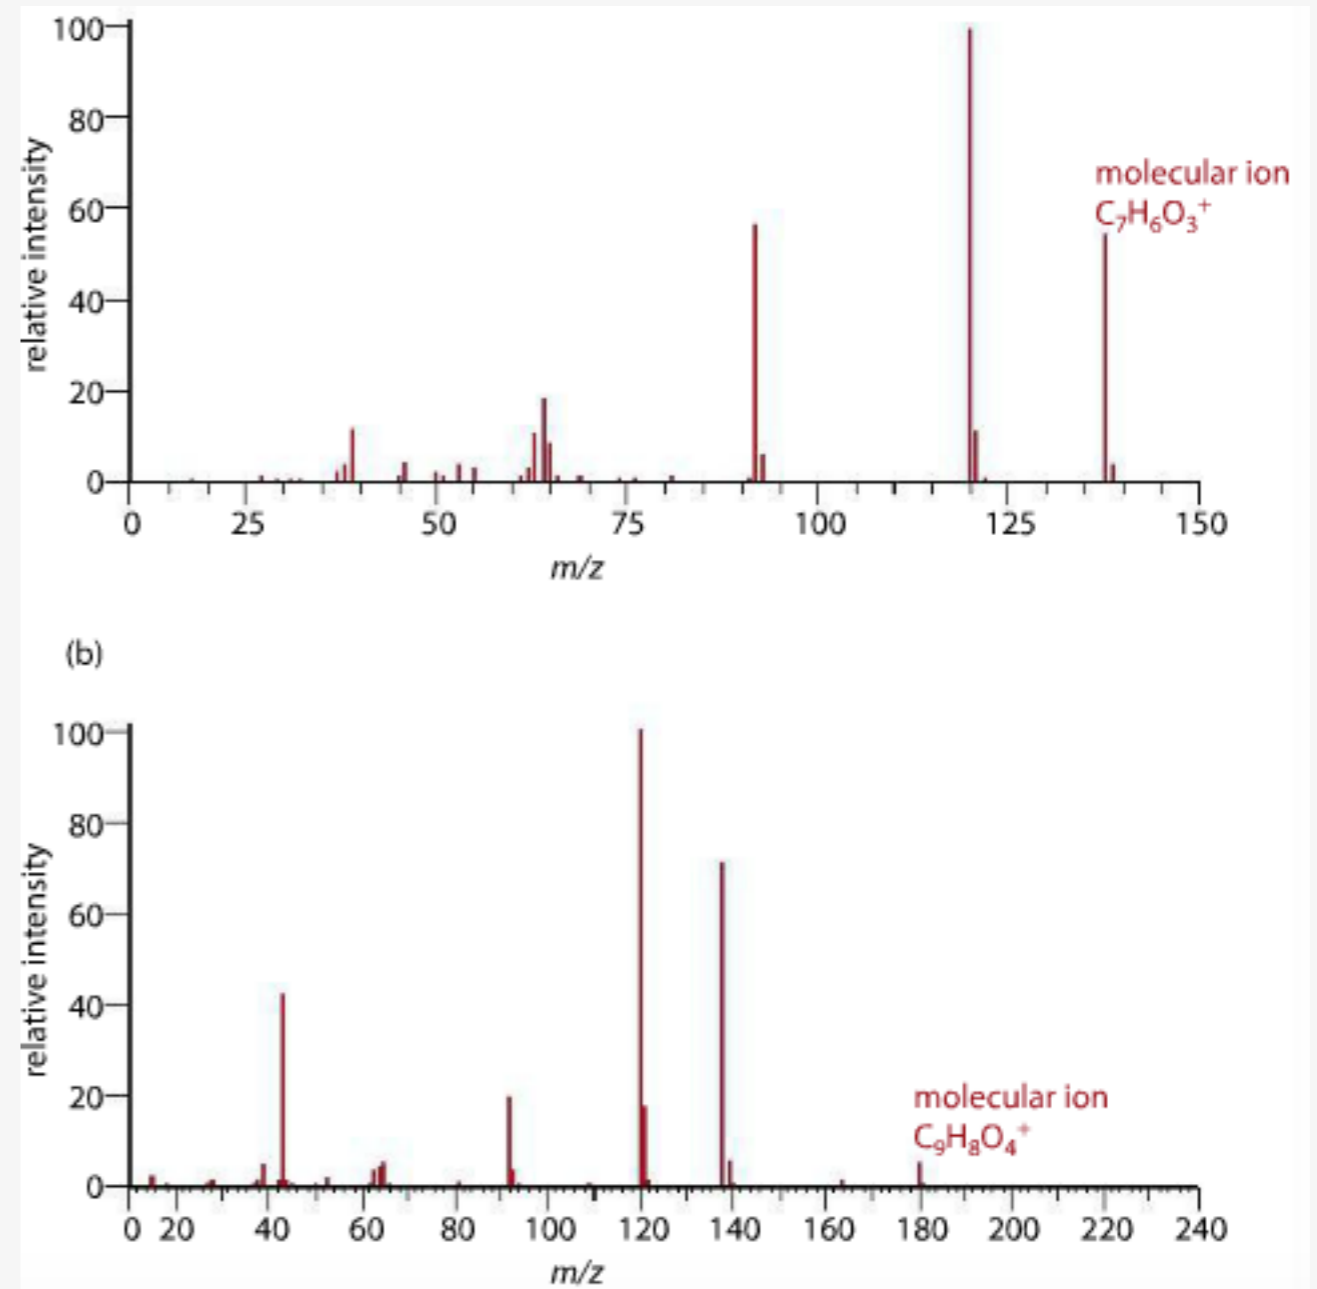 100
80
60
40
20
0
relative intensity
molecular ion
C₇H₆O₃⁺
0 25 50 75 100 125 150
m/z
(b)
100
80
60
40
20
0
relative intensity
molecular ion
C₉H₈O₄⁺
0 20 40 60 80 100 120 140 160 180 200 220 240
m/z